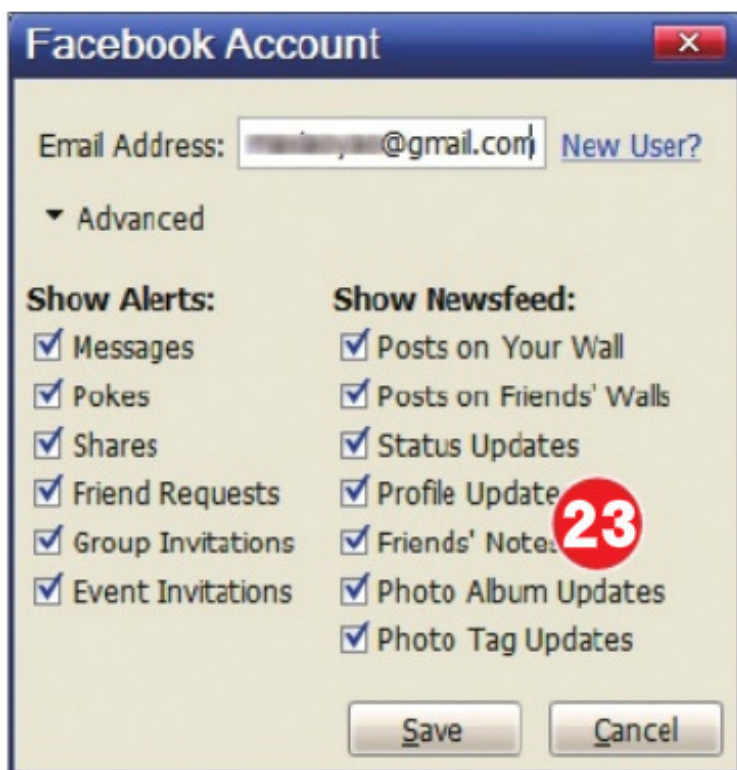 Facebook Account
Email Address: @gmail.com New User?
Advanced
Show Alerts:
Messages
Pokes
Shares
Friend Requests
Group Invitations
Event Invitations
Show Newsfeed:
Posts on Your Wall
Posts on Friends' Walls
Status Updates
Profile Update
Friends' Notes
23
Photo Album Updates
Photo Tag Updates
Save Cancel